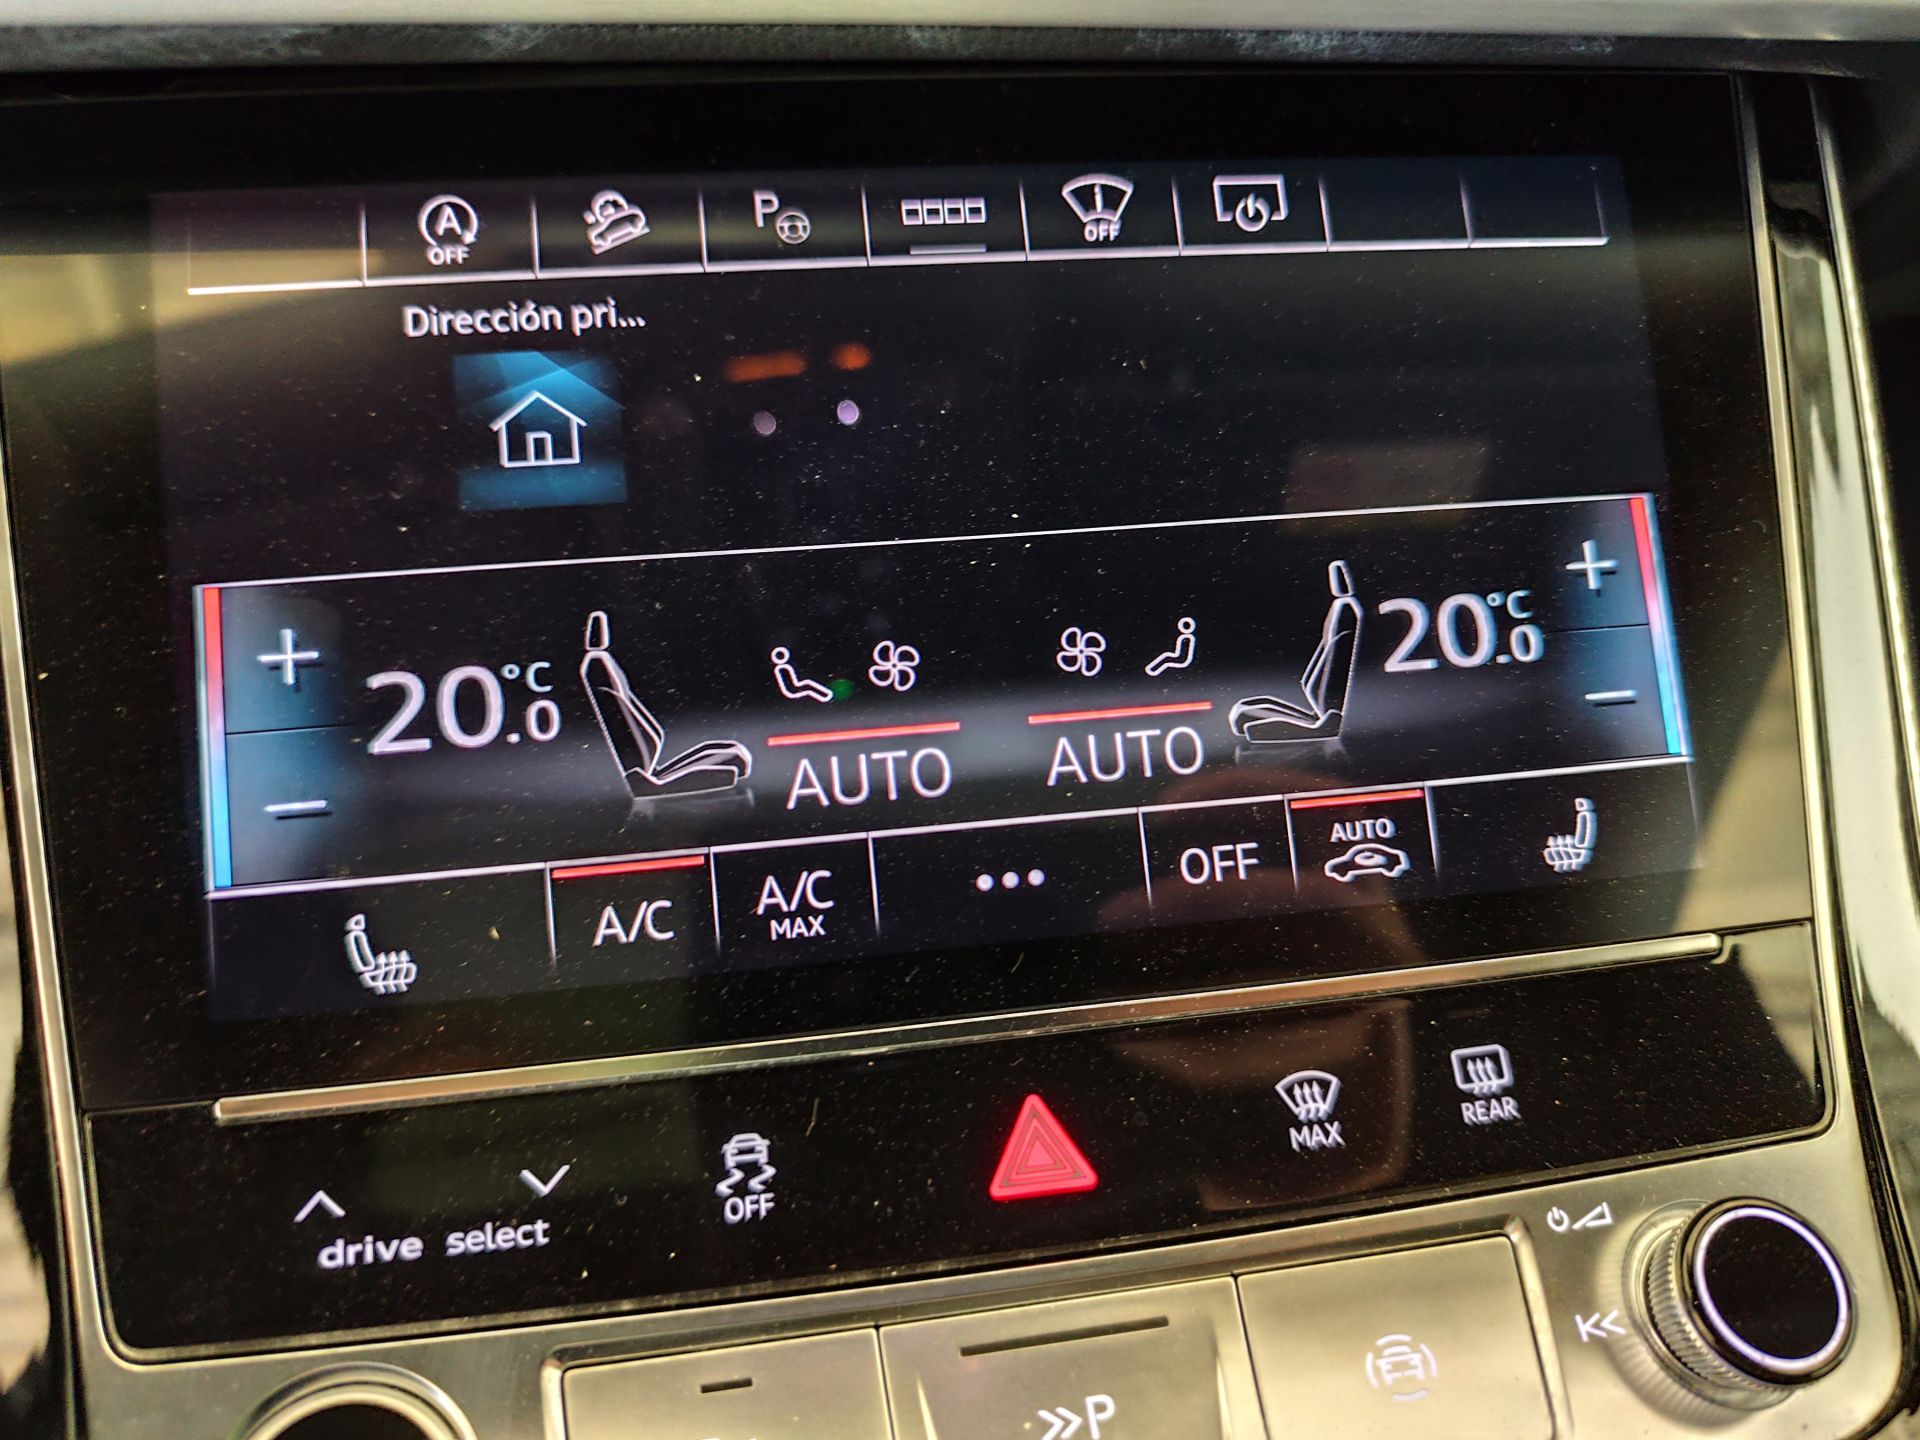 A
OFF
P
OFF
Dirección pri...
20.0 °C
20.0 °C
AUTO
AUTO
A/C
A/C
MAX
...
OFF
AUTO
drive select
OFF
MAX
REAR
P